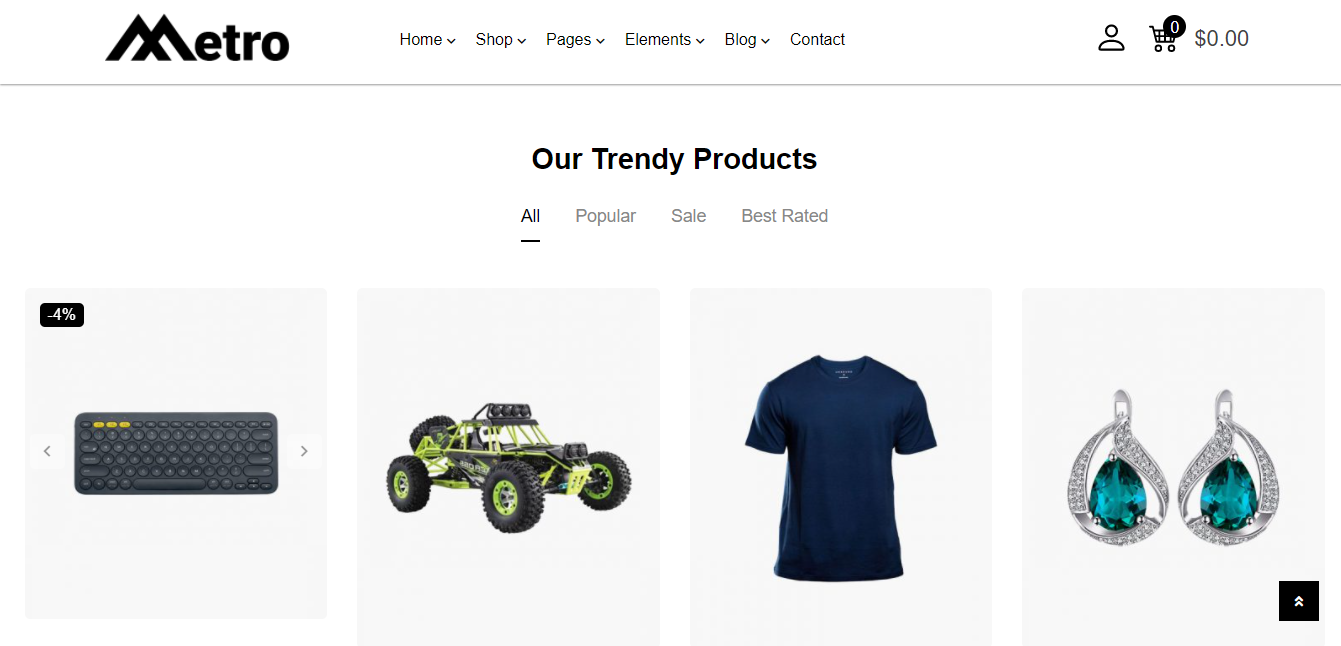 Metro
Home Shop Pages Elements Blog Contact
0
$0.00
Our Trendy Products
All Popular Sale Best Rated
-4%